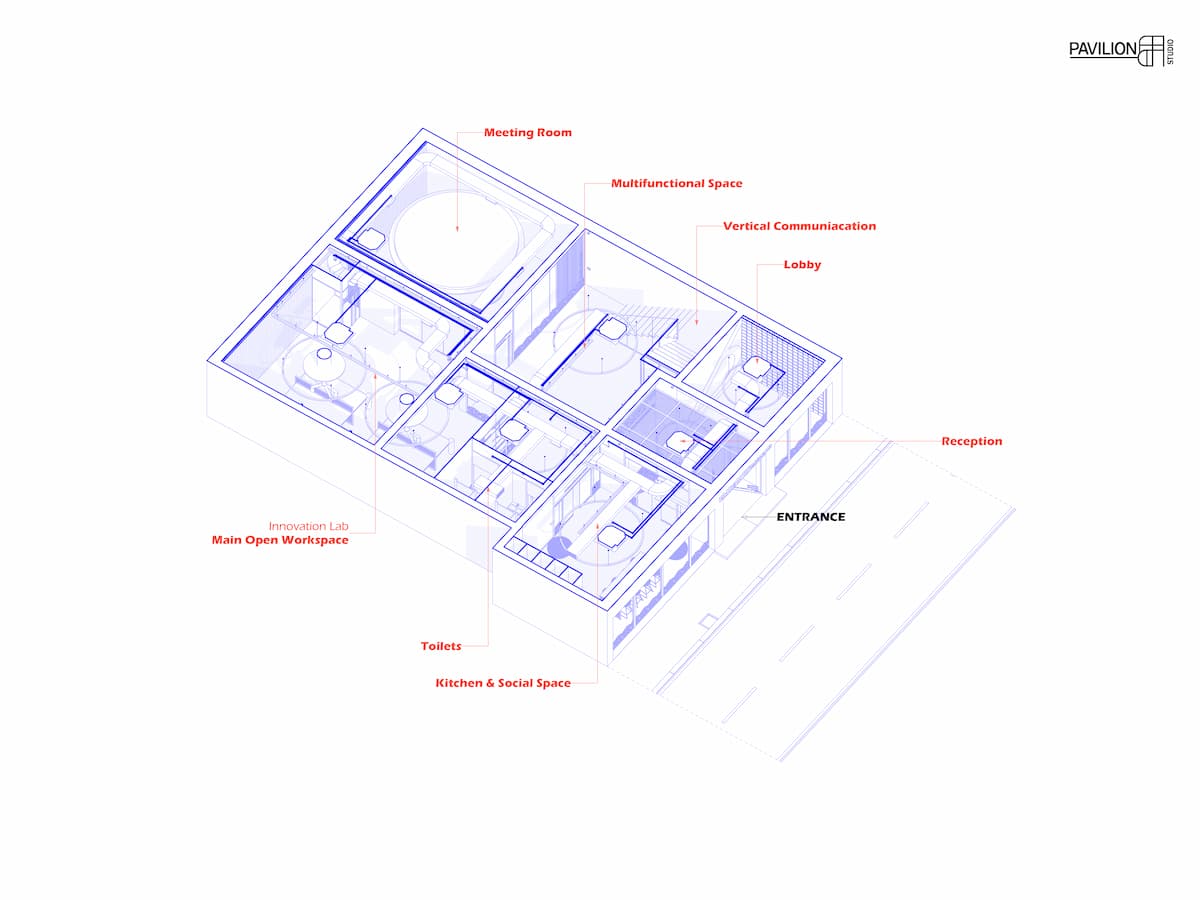 PAVILION
STUDIO
Meeting Room
Multifunctional Space
Vertical Communiacation
Lobby
Reception
ENTRANCE
Innovation Lab
Main Open Workspace
Toilets
Kitchen & Social Space